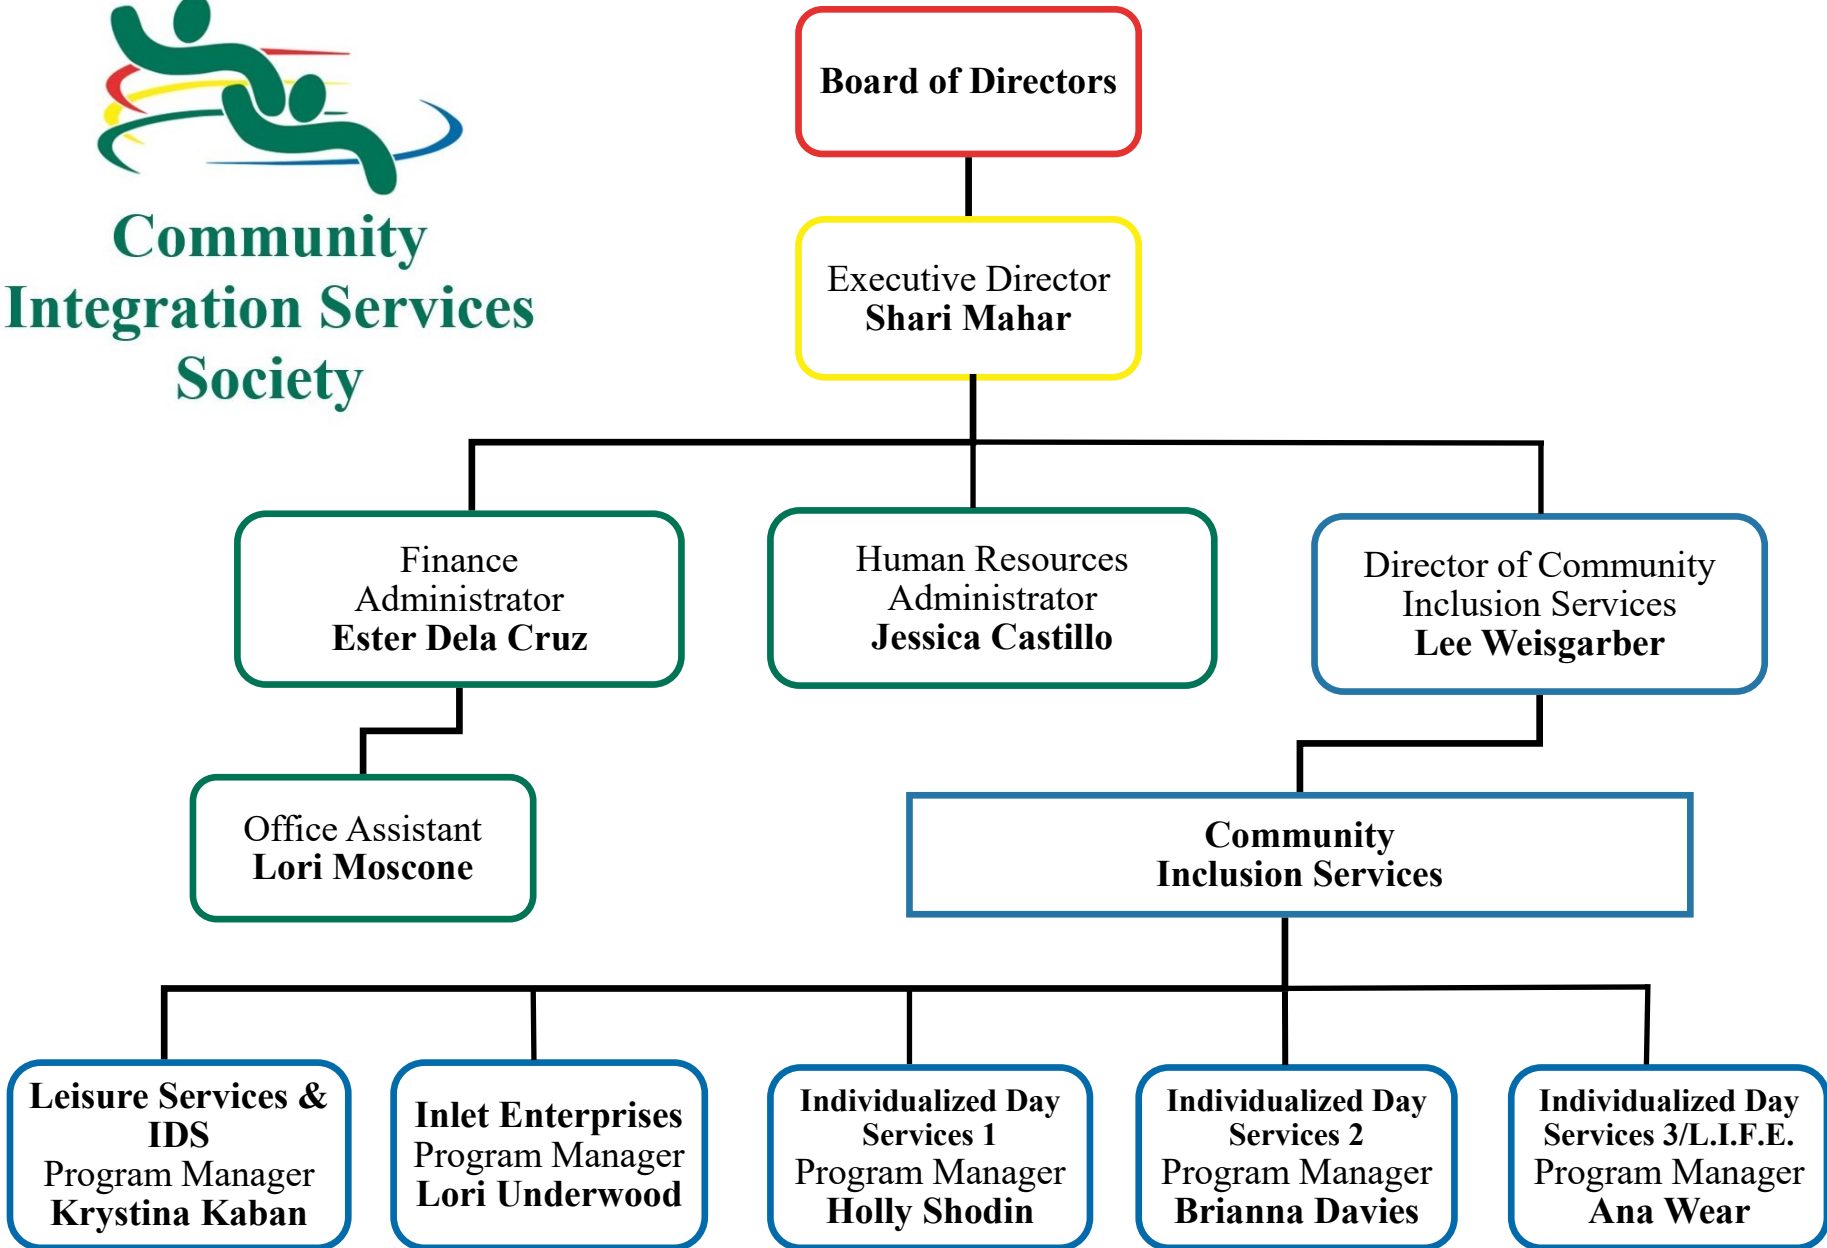 Community
Integration Services
Society
Board of Directors
Executive Director
Shari Mahar
Finance
Administrator
Ester Dela Cruz
Human Resources
Administrator
Jessica Castillo
Director of Community
Inclusion Services
Lee Weisgarber
Office Assistant
Lori Moscone
Community
Inclusion Services
Leisure Services &
IDS
Program Manager
Krystina Kaban
Inlet Enterprises
Program Manager
Lori Underwood
Individualized Day
Services 1
Program Manager
Holly Shodin
Individualized Day
Services 2
Program Manager
Brianna Davies
Individualized Day
Services 3/L.I.F.E.
Program Manager
Ana Wear